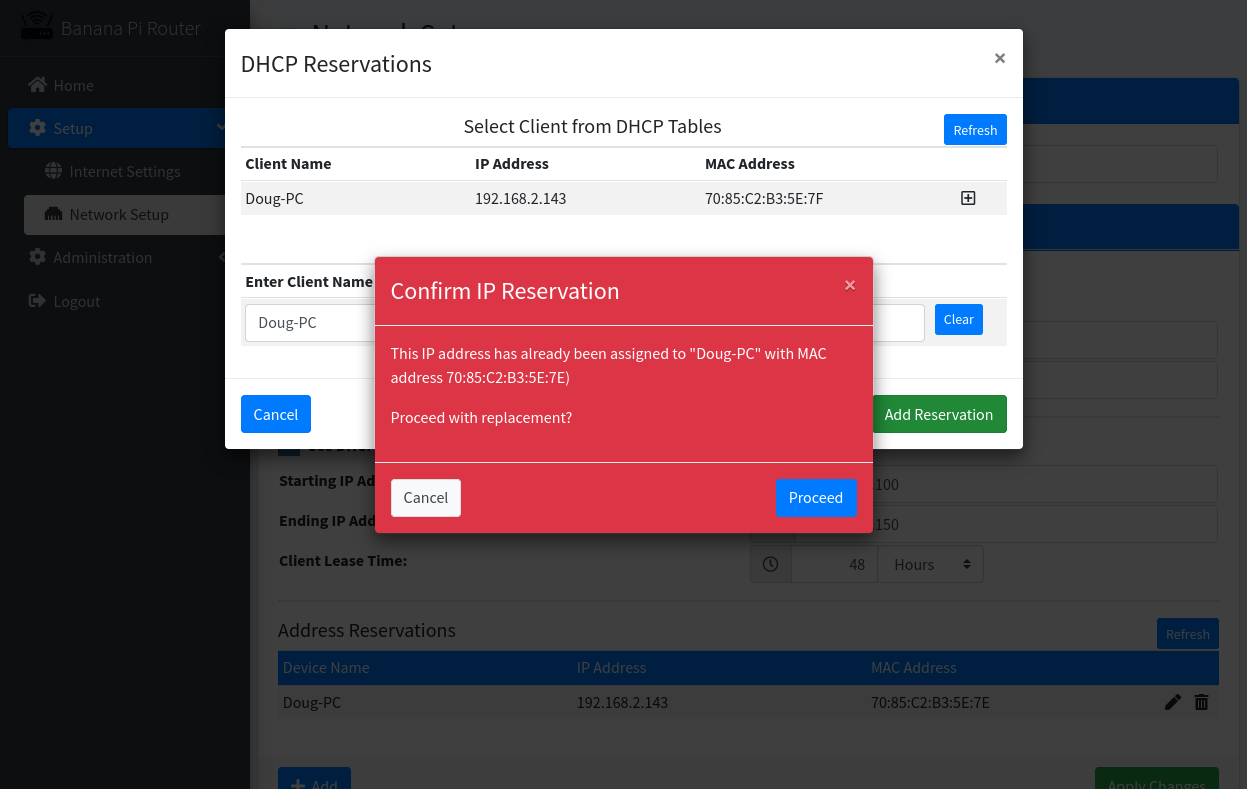 Banana Pi Router
Home
Setup
Internet Settings
Network Setup
Administration
Logout
DHCP Reservations
×
Select Client from DHCP Tables
Refresh
Client Name IP Address MAC Address
Doug-PC 192.168.2.143 70:85:C2:B3:5E:7F
Enter Client Name
Doug-PC
Clear
Cancel
Add Reservation
Confirm IP Reservation
×
This IP address has already been assigned to "Doug-PC" with MAC
address 70:85:C2:B3:5E:7E)
Proceed with replacement?
Cancel
Proceed
Starting IP Ad
100
Ending IP Add
150
Client Lease Time:
48 Hours
Address Reservations
Refresh
Device Name IP Address MAC Address
Doug-PC 192.168.2.143 70:85:C2:B3:5E:7E
Add
Apply Changes